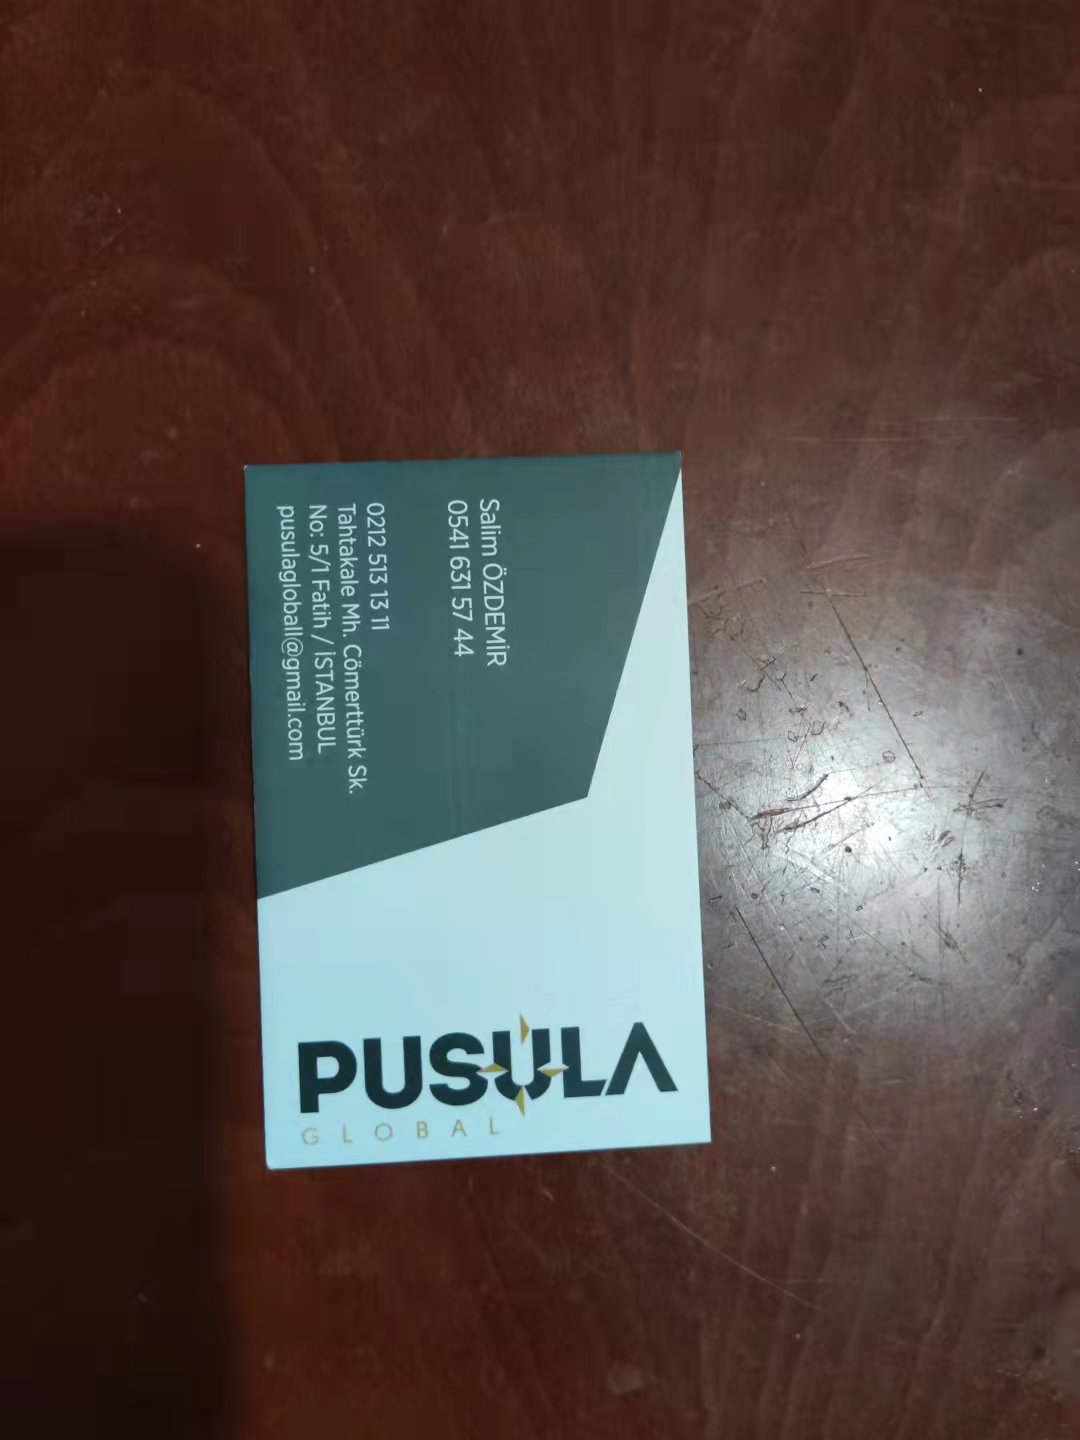 Salim ÖZDEMİR
0541 631 57 44
0212 513 13 11
Tahtakale Mh. Cömerttürk Sk.
No: 5/1 Fatih / İSTANBUL
pusulagloball@gmail.com
PUSULA
GLOBAL